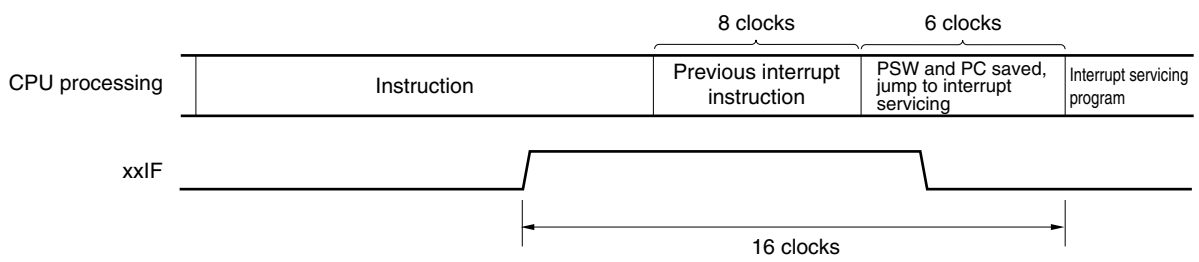 8 clocks
6 clocks
CPU processing
Instruction
Previous interrupt
instruction
PSW and PC saved,
jump to interrupt
servicing
Interrupt servicing
program
xxIF
16 clocks